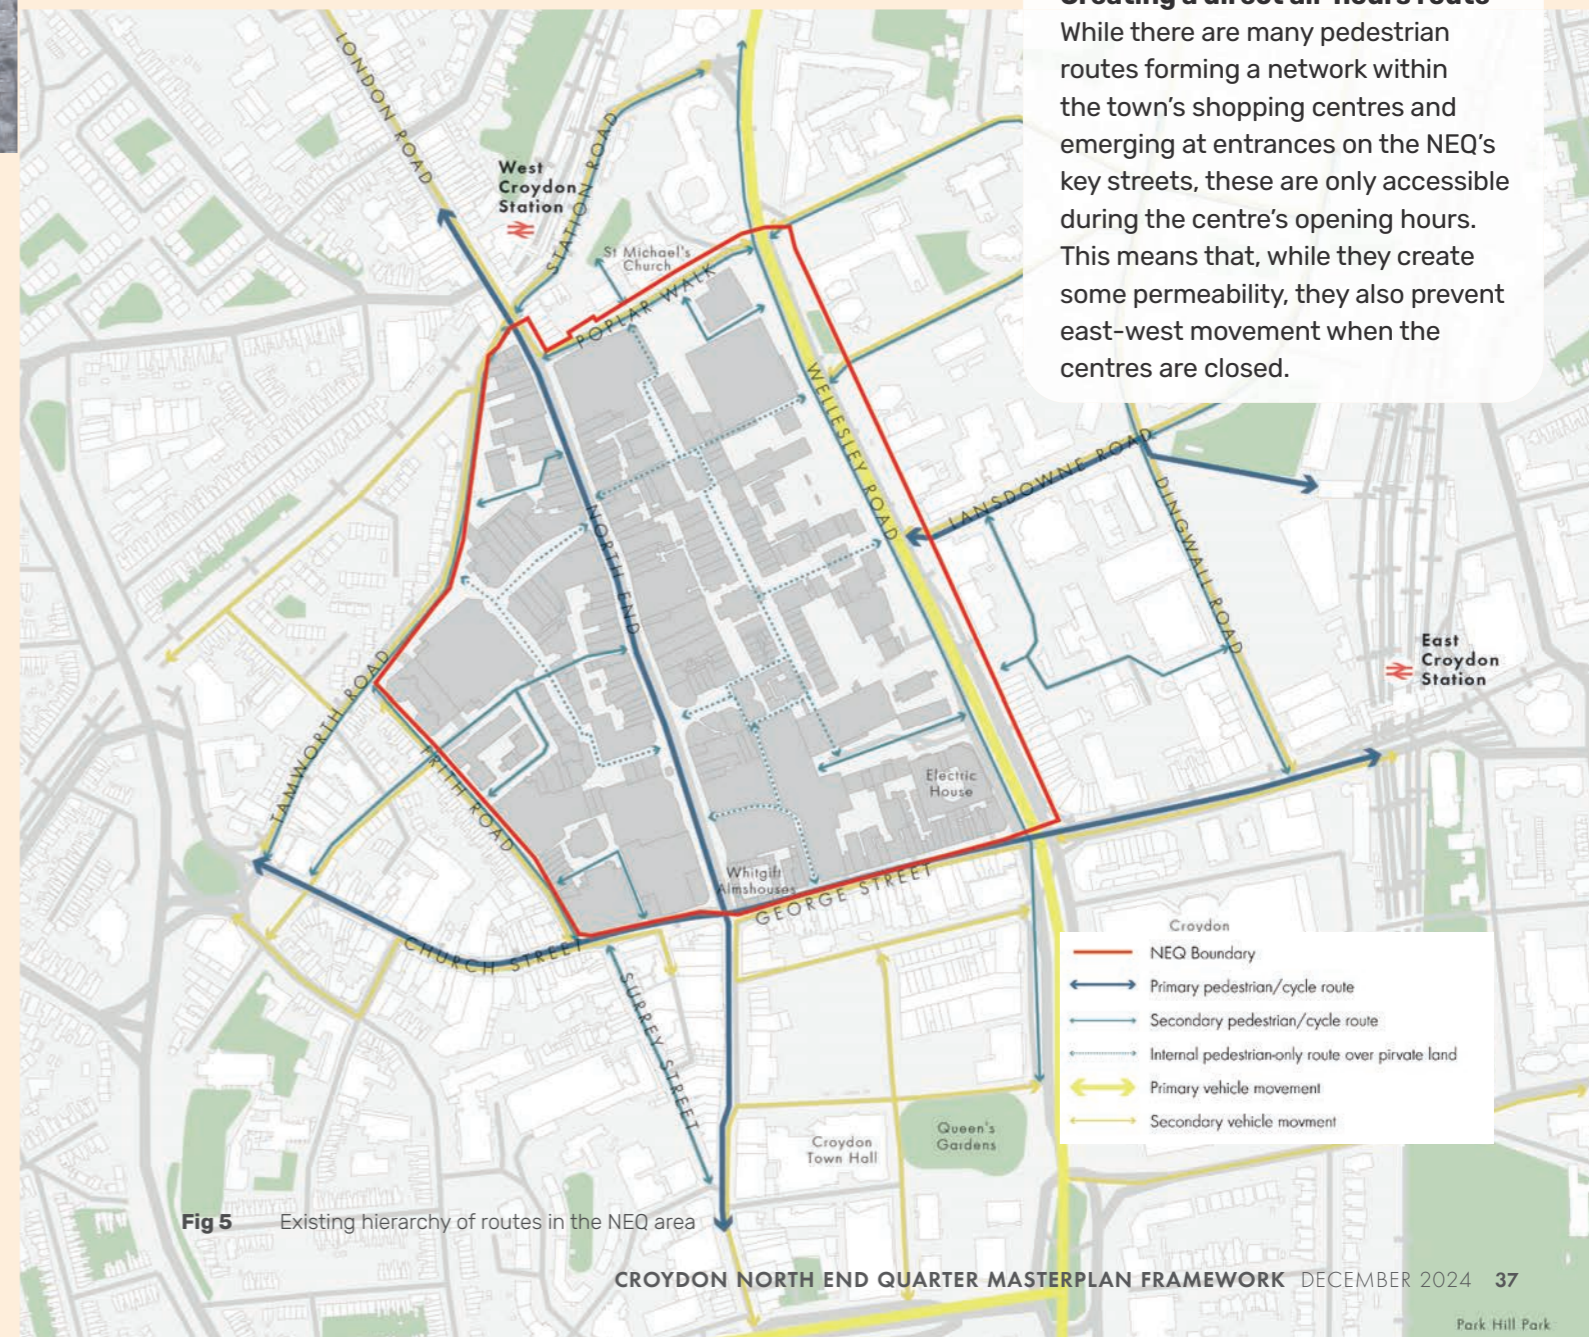 Creating a direct all-hours route
While there are many pedestrian
routes forming a network within
the town's shopping centres and
emerging at entrances on the NEQ's
key streets, these are only accessible
during the centre's opening hours.
This means that, while they create
some permeability, they also prevent
east-west movement when the
centres are closed.
LONDON ROAD
West
Croydon
Station
STATION ROAD
St Michael's
Church
POPLAR WALK
WELLESLEY ROAD
LANSDOWNE ROAD
DINGWALL ROAD
NORTH END
East
Croydon
Station
TAMWORTH ROAD
FRITH ROAD
Electric
House
Whitgift
Almshouses
GEORGE STREET
CHURCH STREET
SURREY STREET
Croydon
NEQ Boundary
Primary pedestrian/cycle route
Secondary pedestrian/cycle route
Internal pedestrian-only route over pirvate land
Primary vehicle movement
Secondary vehicle movment
Croydon
Town Hall
Queen's
Gardens
Fig 5 Existing hierarchy of routes in the NEQ area
CROYDON NORTH END QUARTER MASTERPLAN FRAMEWORK DECEMBER 2024 37
Park Hill Park